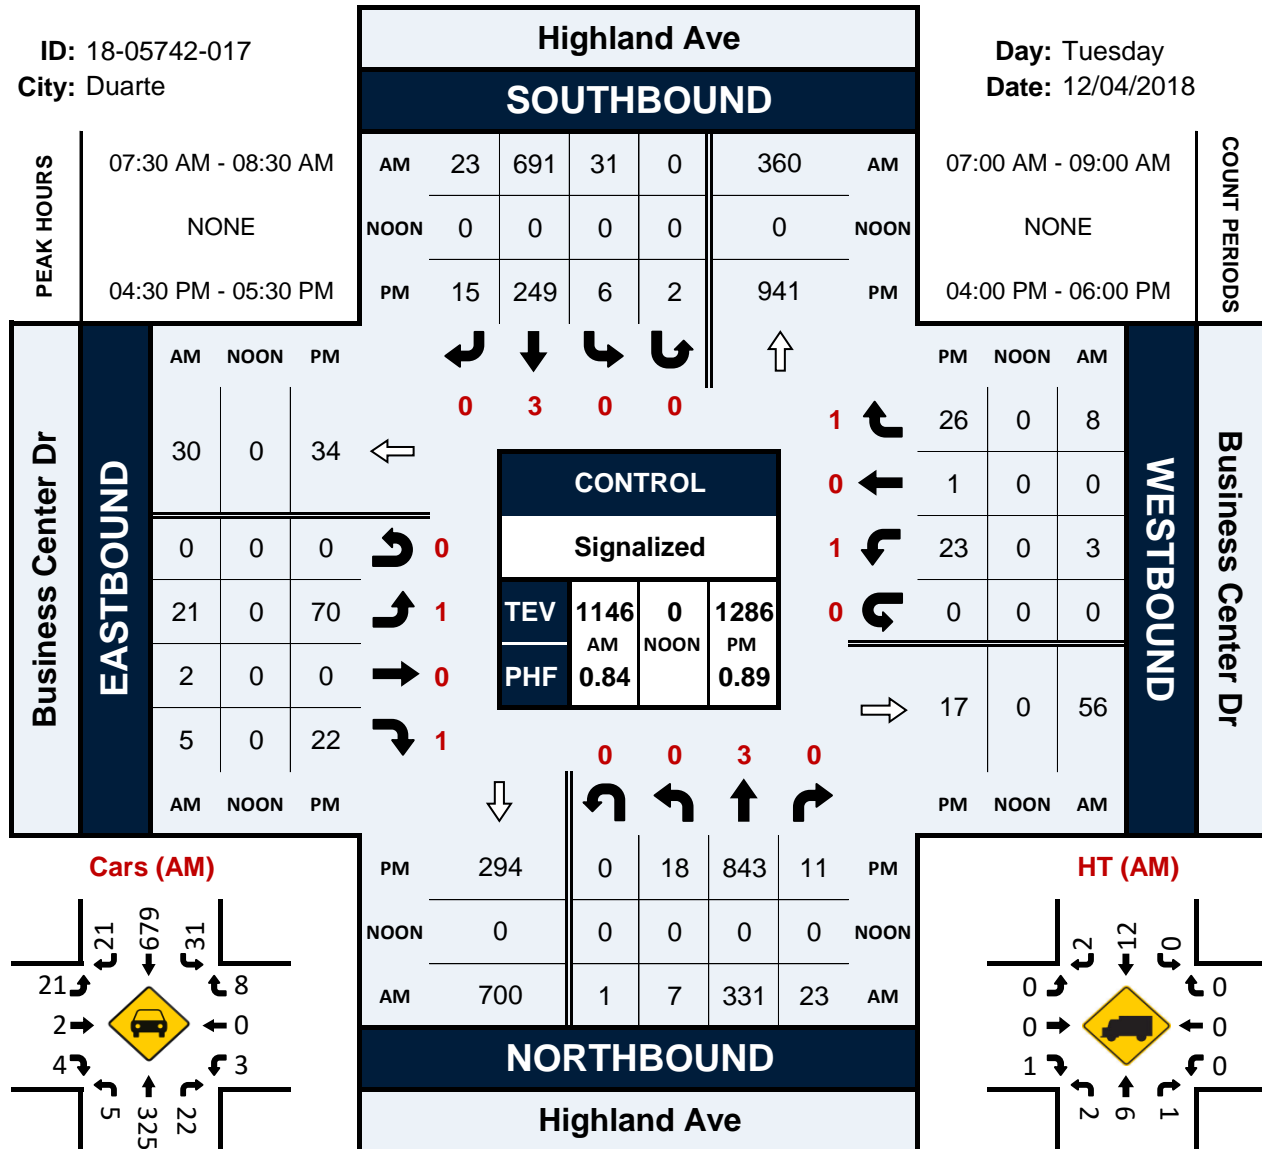 Highland Ave
ID: 18-05742-017
Day: Tuesday
City: Duarte
Date: 12/04/2018
SOUTHBOUND
PEAK HOURS
07:30 AM - 08:30 AM
NONE
04:30 PM - 05:30 PM
AM 23 691 31 0 360 AM
NOON 0 0 0 0 0 NOON
PM 15 249 6 2 941 PM
07:00 AM - 09:00 AM
NONE
04:00 PM - 06:00 PM
COUNT PERIODS
0 3 0 0
Business Center Dr
EASTBOUND
AM NOON PM
30 0 34
0 0 0 0
21 0 70 1
2 0 0 0
5 0 22 1
AM NOON PM
CONTROL
Signalized
TEV 1146 0 1286
AM NOON PM
PHF 0.84 0.89
PM NOON AM
1 26 0 8
0 1 0 0
1 23 0 3
0 0 0 0
17 0 56
PM NOON AM
WESTBOUND
Business Center Dr
0 0 3 0
PM 294 0 18 843 11 PM
NOON 0 0 0 0 0 NOON
AM 700 1 7 331 23 AM
NORTHBOUND
Highland Ave
Cars (AM)
21 679 31
21 8
2 0
4 3
5 325 22
HT (AM)
2 12 0
0 0
0 0
1 0
2 6 1